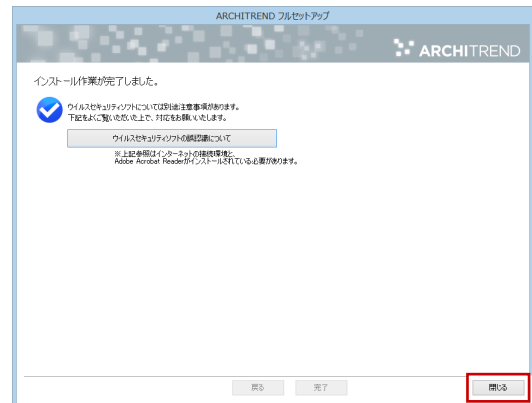 ARCHITREND フルセットアップ
ARCHITREND
インストール作業が完了しました。
ウイルスセキュリティソフトについては別途注意事項があります。
下記をよくご覧いただいた上で、対応をお願いいたします。
ウイルスセキュリティソフトの誤認識について
※上記参照はインターネットの接続環境と、
Adobe Acrobat Readerがインストールされている必要があります。
戻る
完了
閉じる